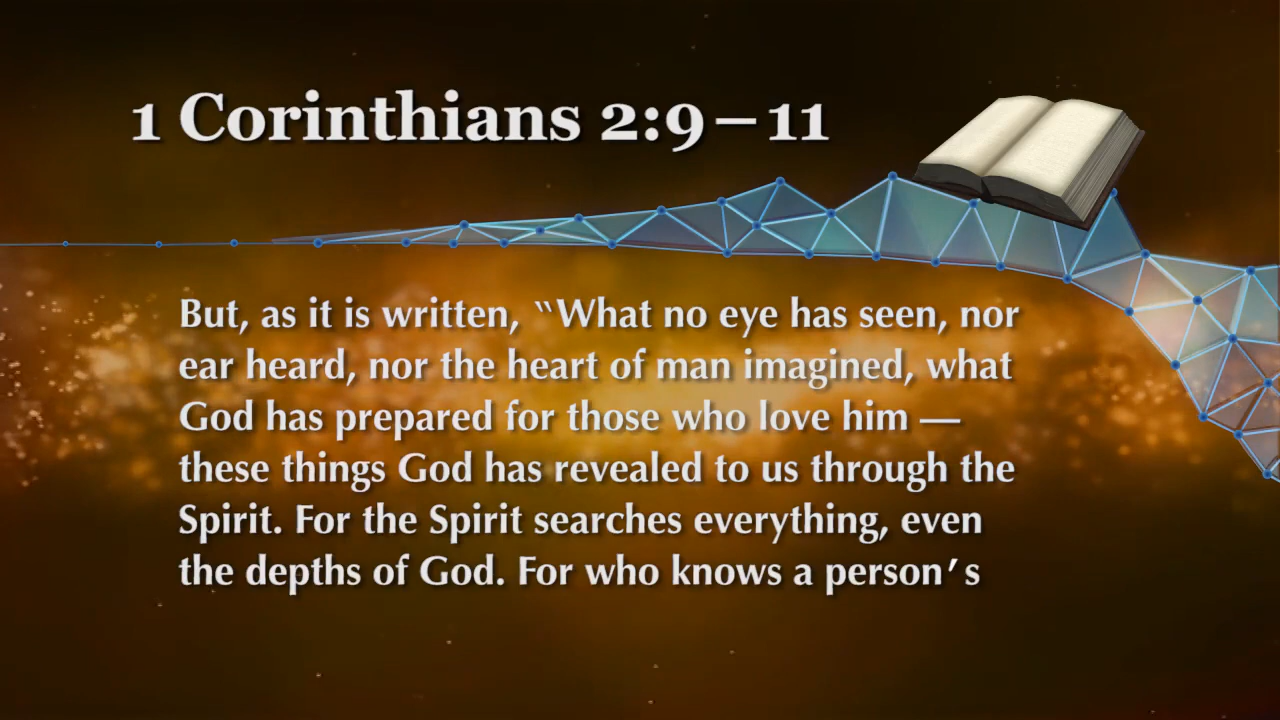 1 Corinthians 2:9–11
But, as it is written, “What no eye has seen, nor
ear heard, nor the heart of man imagined, what
God has prepared for those who love him —
these things God has revealed to us through the
Spirit. For the Spirit searches everything, even
the depths of God. For who knows a person’s